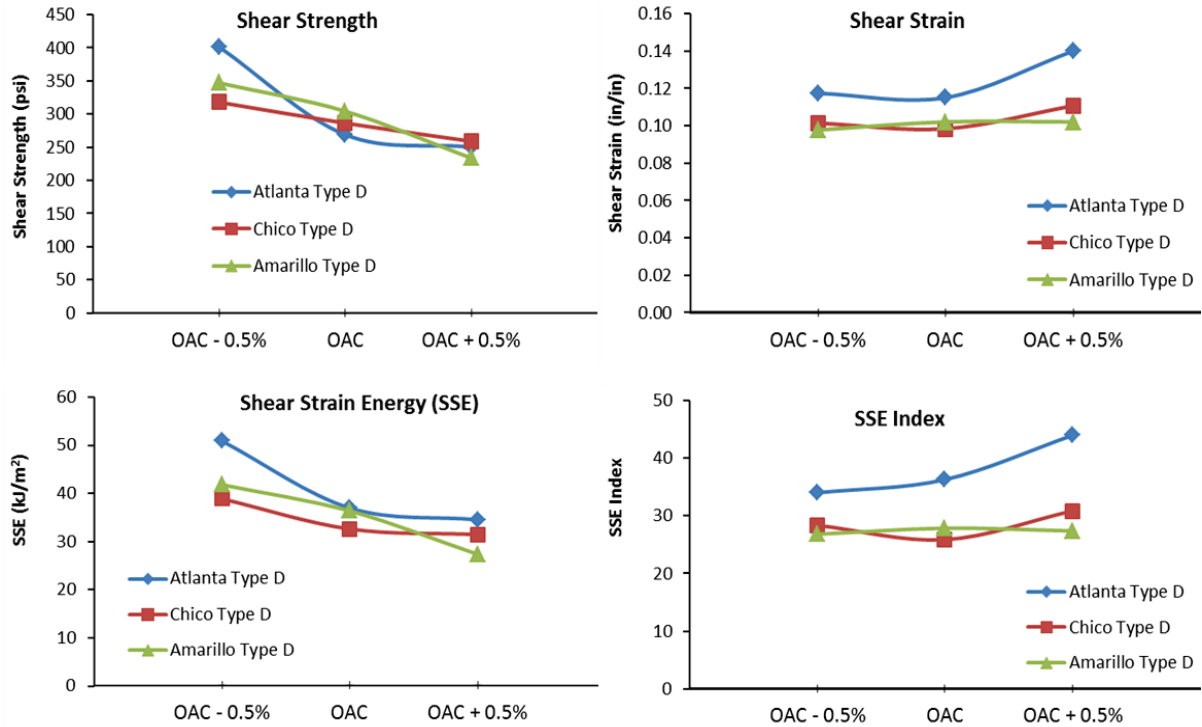 Shear Strength
Shear Strength (psi)
450
400
350
300
250
200
150
100
50
0
Atlanta Type D
Chico Type D
Amarillo Type D
OAC - 0.5% OAC OAC + 0.5%
Shear Strain
Shear Strain (in/in)
0.16
0.14
0.12
0.10
0.08
0.06
0.04
0.02
0.00
Atlanta Type D
Chico Type D
Amarillo Type D
OAC - 0.5% OAC OAC + 0.5%
Shear Strain Energy (SSE)
SSE (kJ/m²)
60
50
40
30
20
10
0
Atlanta Type D
Chico Type D
Amarillo Type D
OAC - 0.5% OAC OAC + 0.5%
SSE Index
SSE Index
50
40
30
20
10
0
Atlanta Type D
Chico Type D
Amarillo Type D
OAC - 0.5% OAC OAC + 0.5%